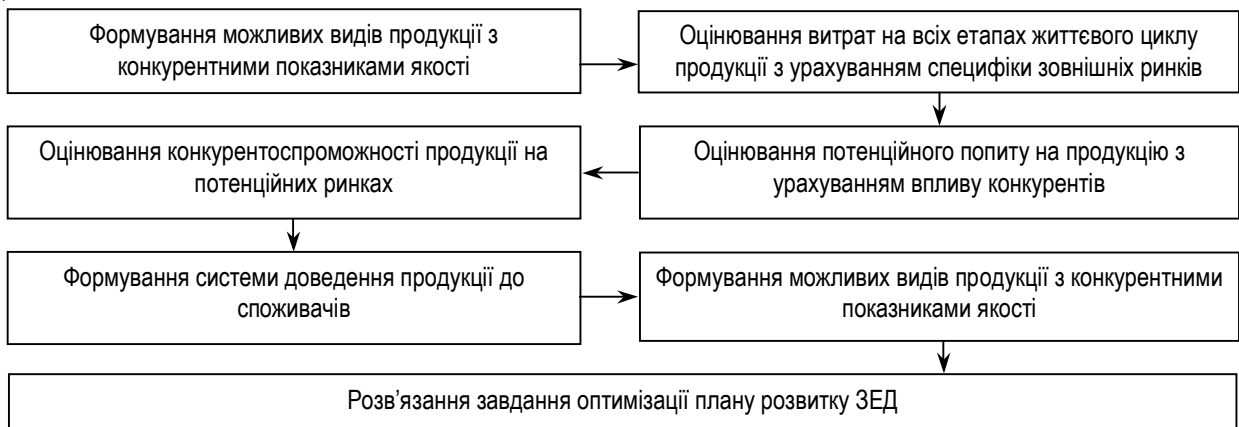 Формування можливих видів продукції з
конкурентними показниками якості
Оцінювання витрат на всіх етапах життєвого циклу
продукції з урахуванням специфіки зовнішніх ринків
Оцінювання конкурентоспроможності продукції на
потенційних ринках
Оцінювання потенційного попиту на продукцію з
урахуванням впливу конкурентів
Формування системи доведення продукції до
споживачів
Формування можливих видів продукції з конкурентними
показниками якості
Розв’язання завдання оптимізації плану розвитку ЗЕД